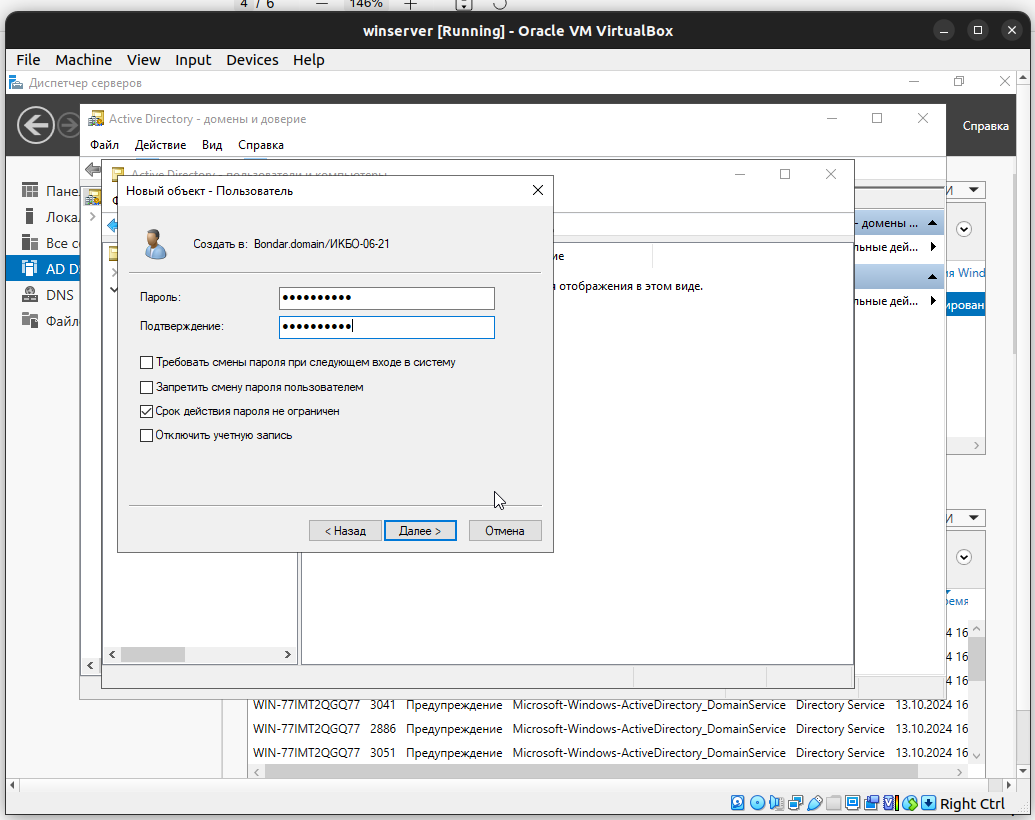 4 / 6 146%
winserver [Running] - Oracle VM VirtualBox
File Machine View Input Devices Help
Диспетчер серверов
Active Directory - домены и доверие
Справка
Файл Действие Вид Справка
Active Directory - пользователи и компьютеры
Новый объект - Пользователь
Создать в: Bondar.domain/ИКБО-06-21
Пароль: ••••••••••
Подтверждение: ••••••••••
Требовать смены пароля при следующем входе в систему
Запретить смену пароля пользователем
Срок действия пароля не ограничен
Отключить учетную запись
< Назад Далее > Отмена
Пане
Лока
Все с
AD D
DNS
Файл
ие
я отображения в этом виде.
- домены ...
льные дей...
льные дей...
ия Wind
ирован
ремя
4 16
4 16
4 16
WIN-77IMT2QGQ77 3041 Предупреждение Microsoft-Windows-ActiveDirectory_DomainService Directory Service 13.10.2024 16
WIN-77IMT2QGQ77 2886 Предупреждение Microsoft-Windows-ActiveDirectory_DomainService Directory Service 13.10.2024 16
WIN-77IMT2QGQ77 3051 Предупреждение Microsoft-Windows-ActiveDirectory_DomainService Directory Service 13.10.2024 16
Right Ctrl